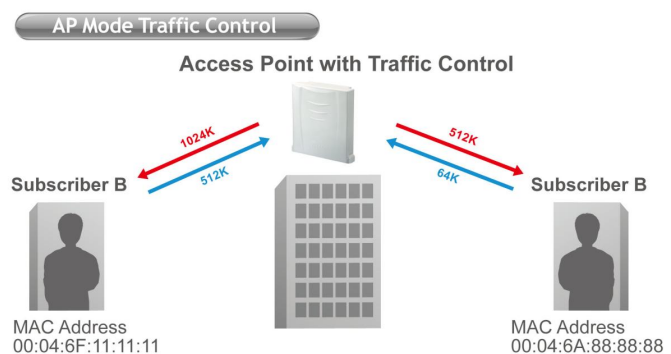 AP Mode Traffic Control
Access Point with Traffic Control
1024K
512K
512K
64K
Subscriber B
Subscriber B
MAC Address
00:04:6F:11:11:11
MAC Address
00:04:6A:88:88:88